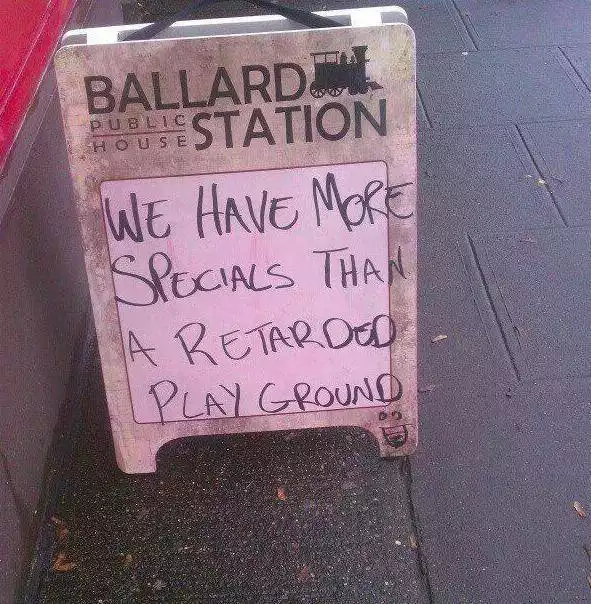 BALLARD
PUBLIC
HOUSE STATION
WE HAVE MORE
SPECIALS THAN
A RETARDED
PLAY GROUND